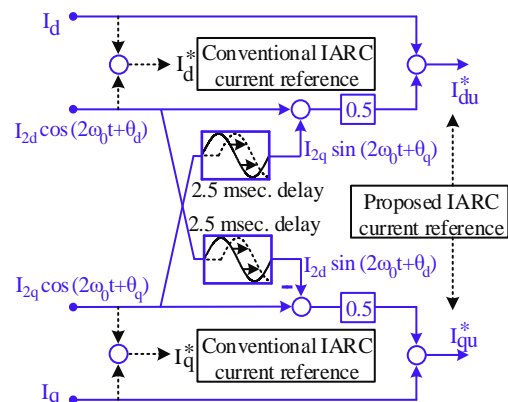 I_d
I_d^*
Conventional IARC
current reference
I_du^*
I_2d cos (2ω_0t+θ_d)
0.5
I_2q sin (2ω_0t+θ_q)
2.5 msec. delay
2.5 msec. delay
Proposed IARC
current reference
I_2d sin (2ω_0t+θ_d)
I_2q cos (2ω_0t+θ_q)
-
0.5
I_qu^*
I_q^*
Conventional IARC
current reference
I_q